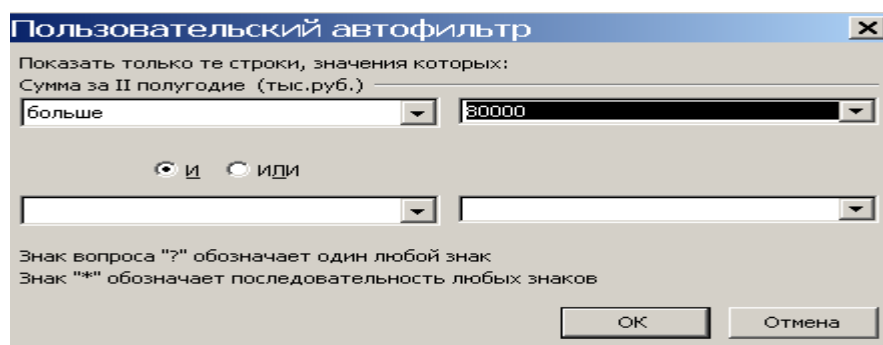 Пользовательский автофильтр
Показать только те строки, значения которых:
Сумма за II полугодие (тыс.руб.)
больше 80000
И ИЛИ
Знак вопроса "?" обозначает один любой знак
Знак "*" обозначает последовательность любых знаков
ОК Отмена